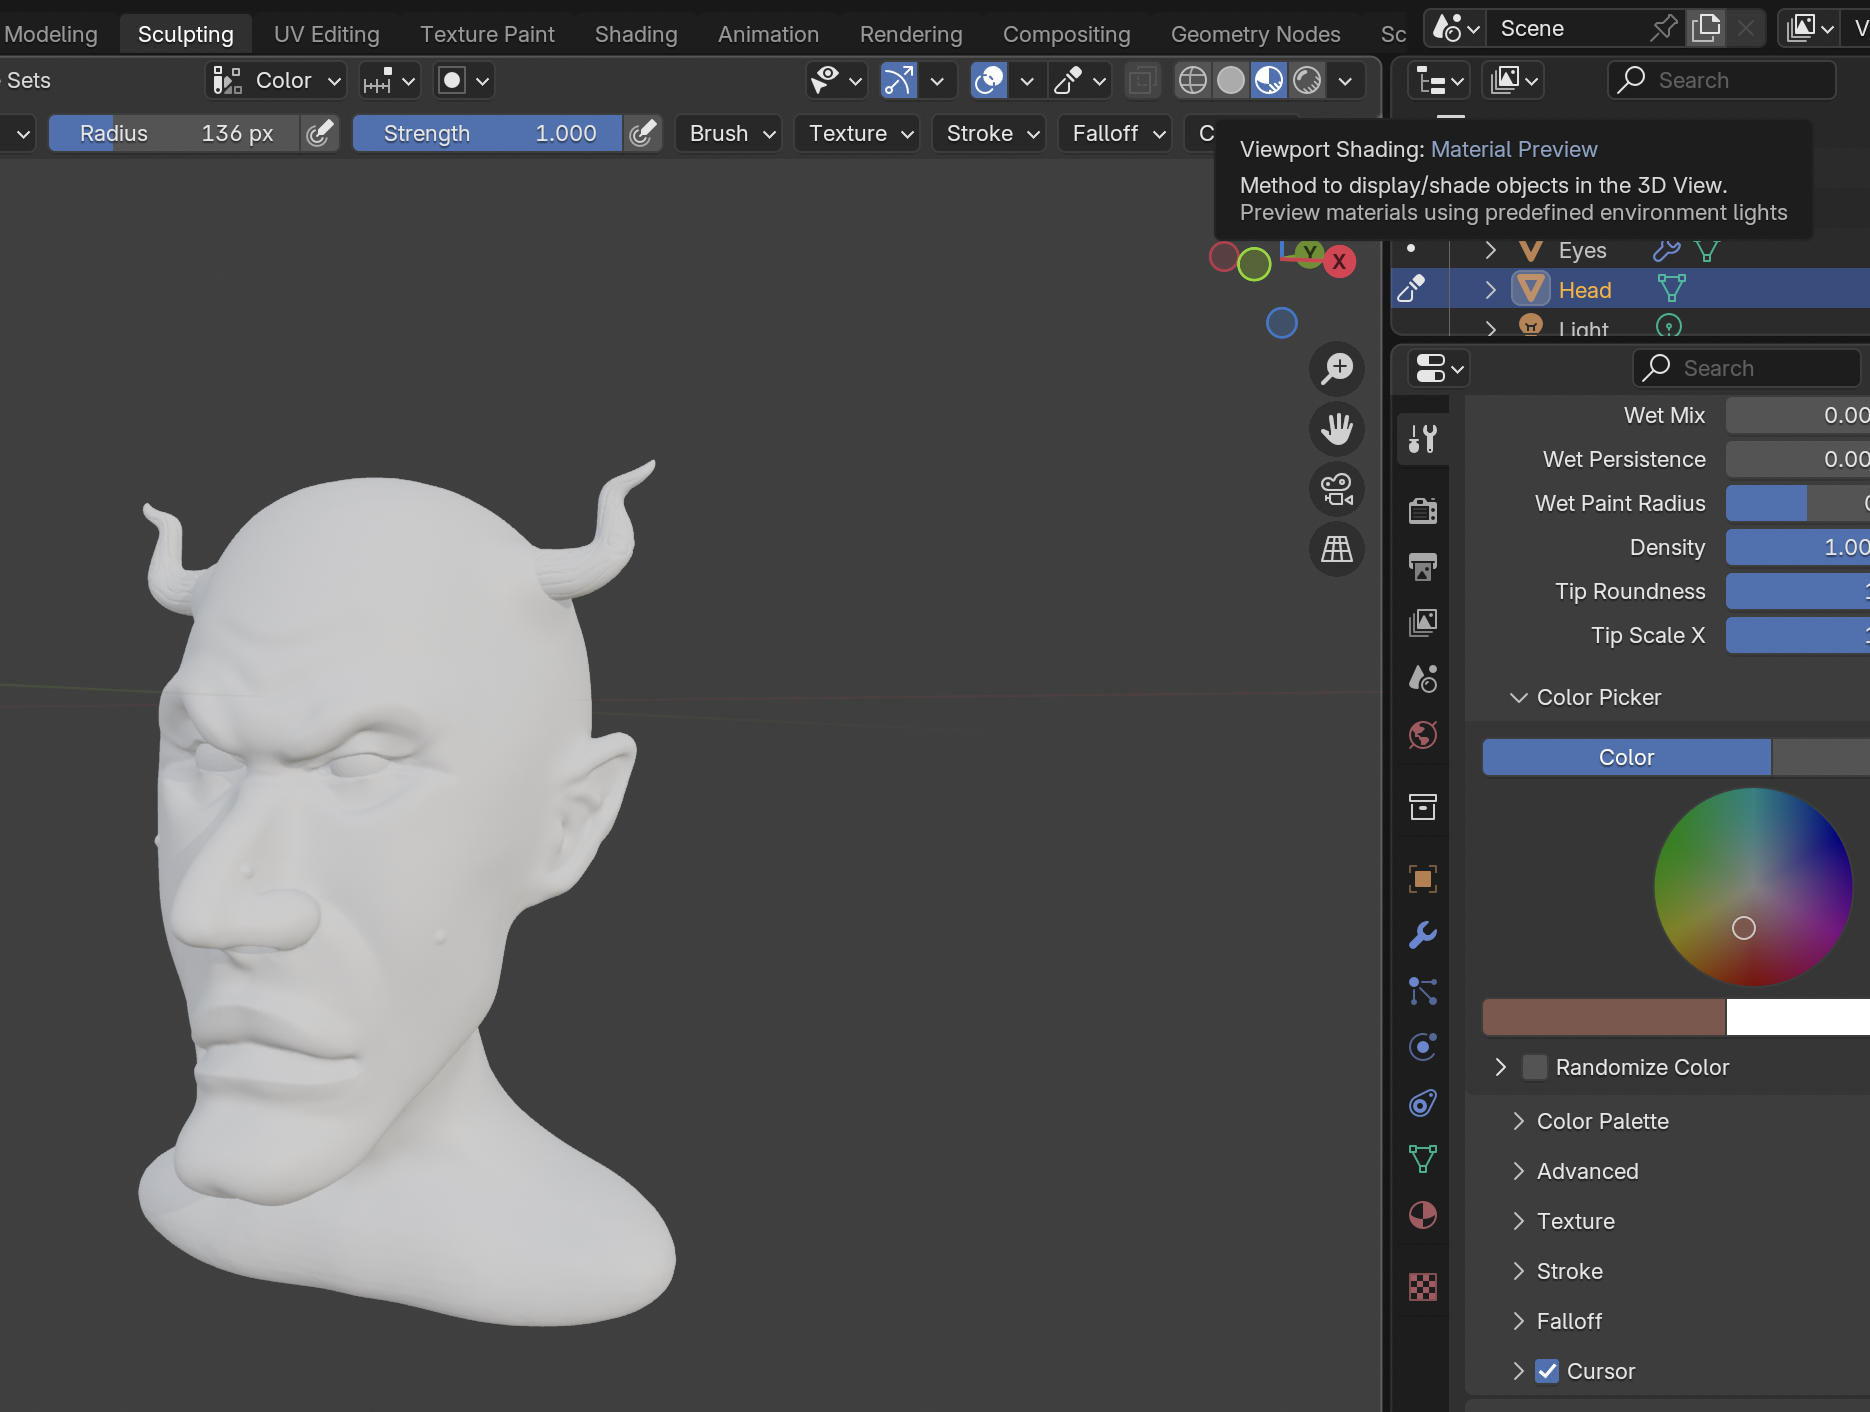 Modeling
Sculpting
UV Editing
Texture Paint
Shading
Animation
Rendering
Compositing
Geometry Nodes
Sc
Scene
V
Sets
Color
Search
Radius 136 px
Strength 1.000
Brush
Texture
Stroke
Falloff
C
Viewport Shading: Material Preview
Method to display/shade objects in the 3D View.
Preview materials using predefined environment lights
Y
X
Eyes
Head
Light
Search
Wet Mix 0.00
Wet Persistence 0.00
Wet Paint Radius 0
Density 1.00
Tip Roundness 1
Tip Scale X 1
Color Picker
Color
Randomize Color
Color Palette
Advanced
Texture
Stroke
Falloff
Cursor